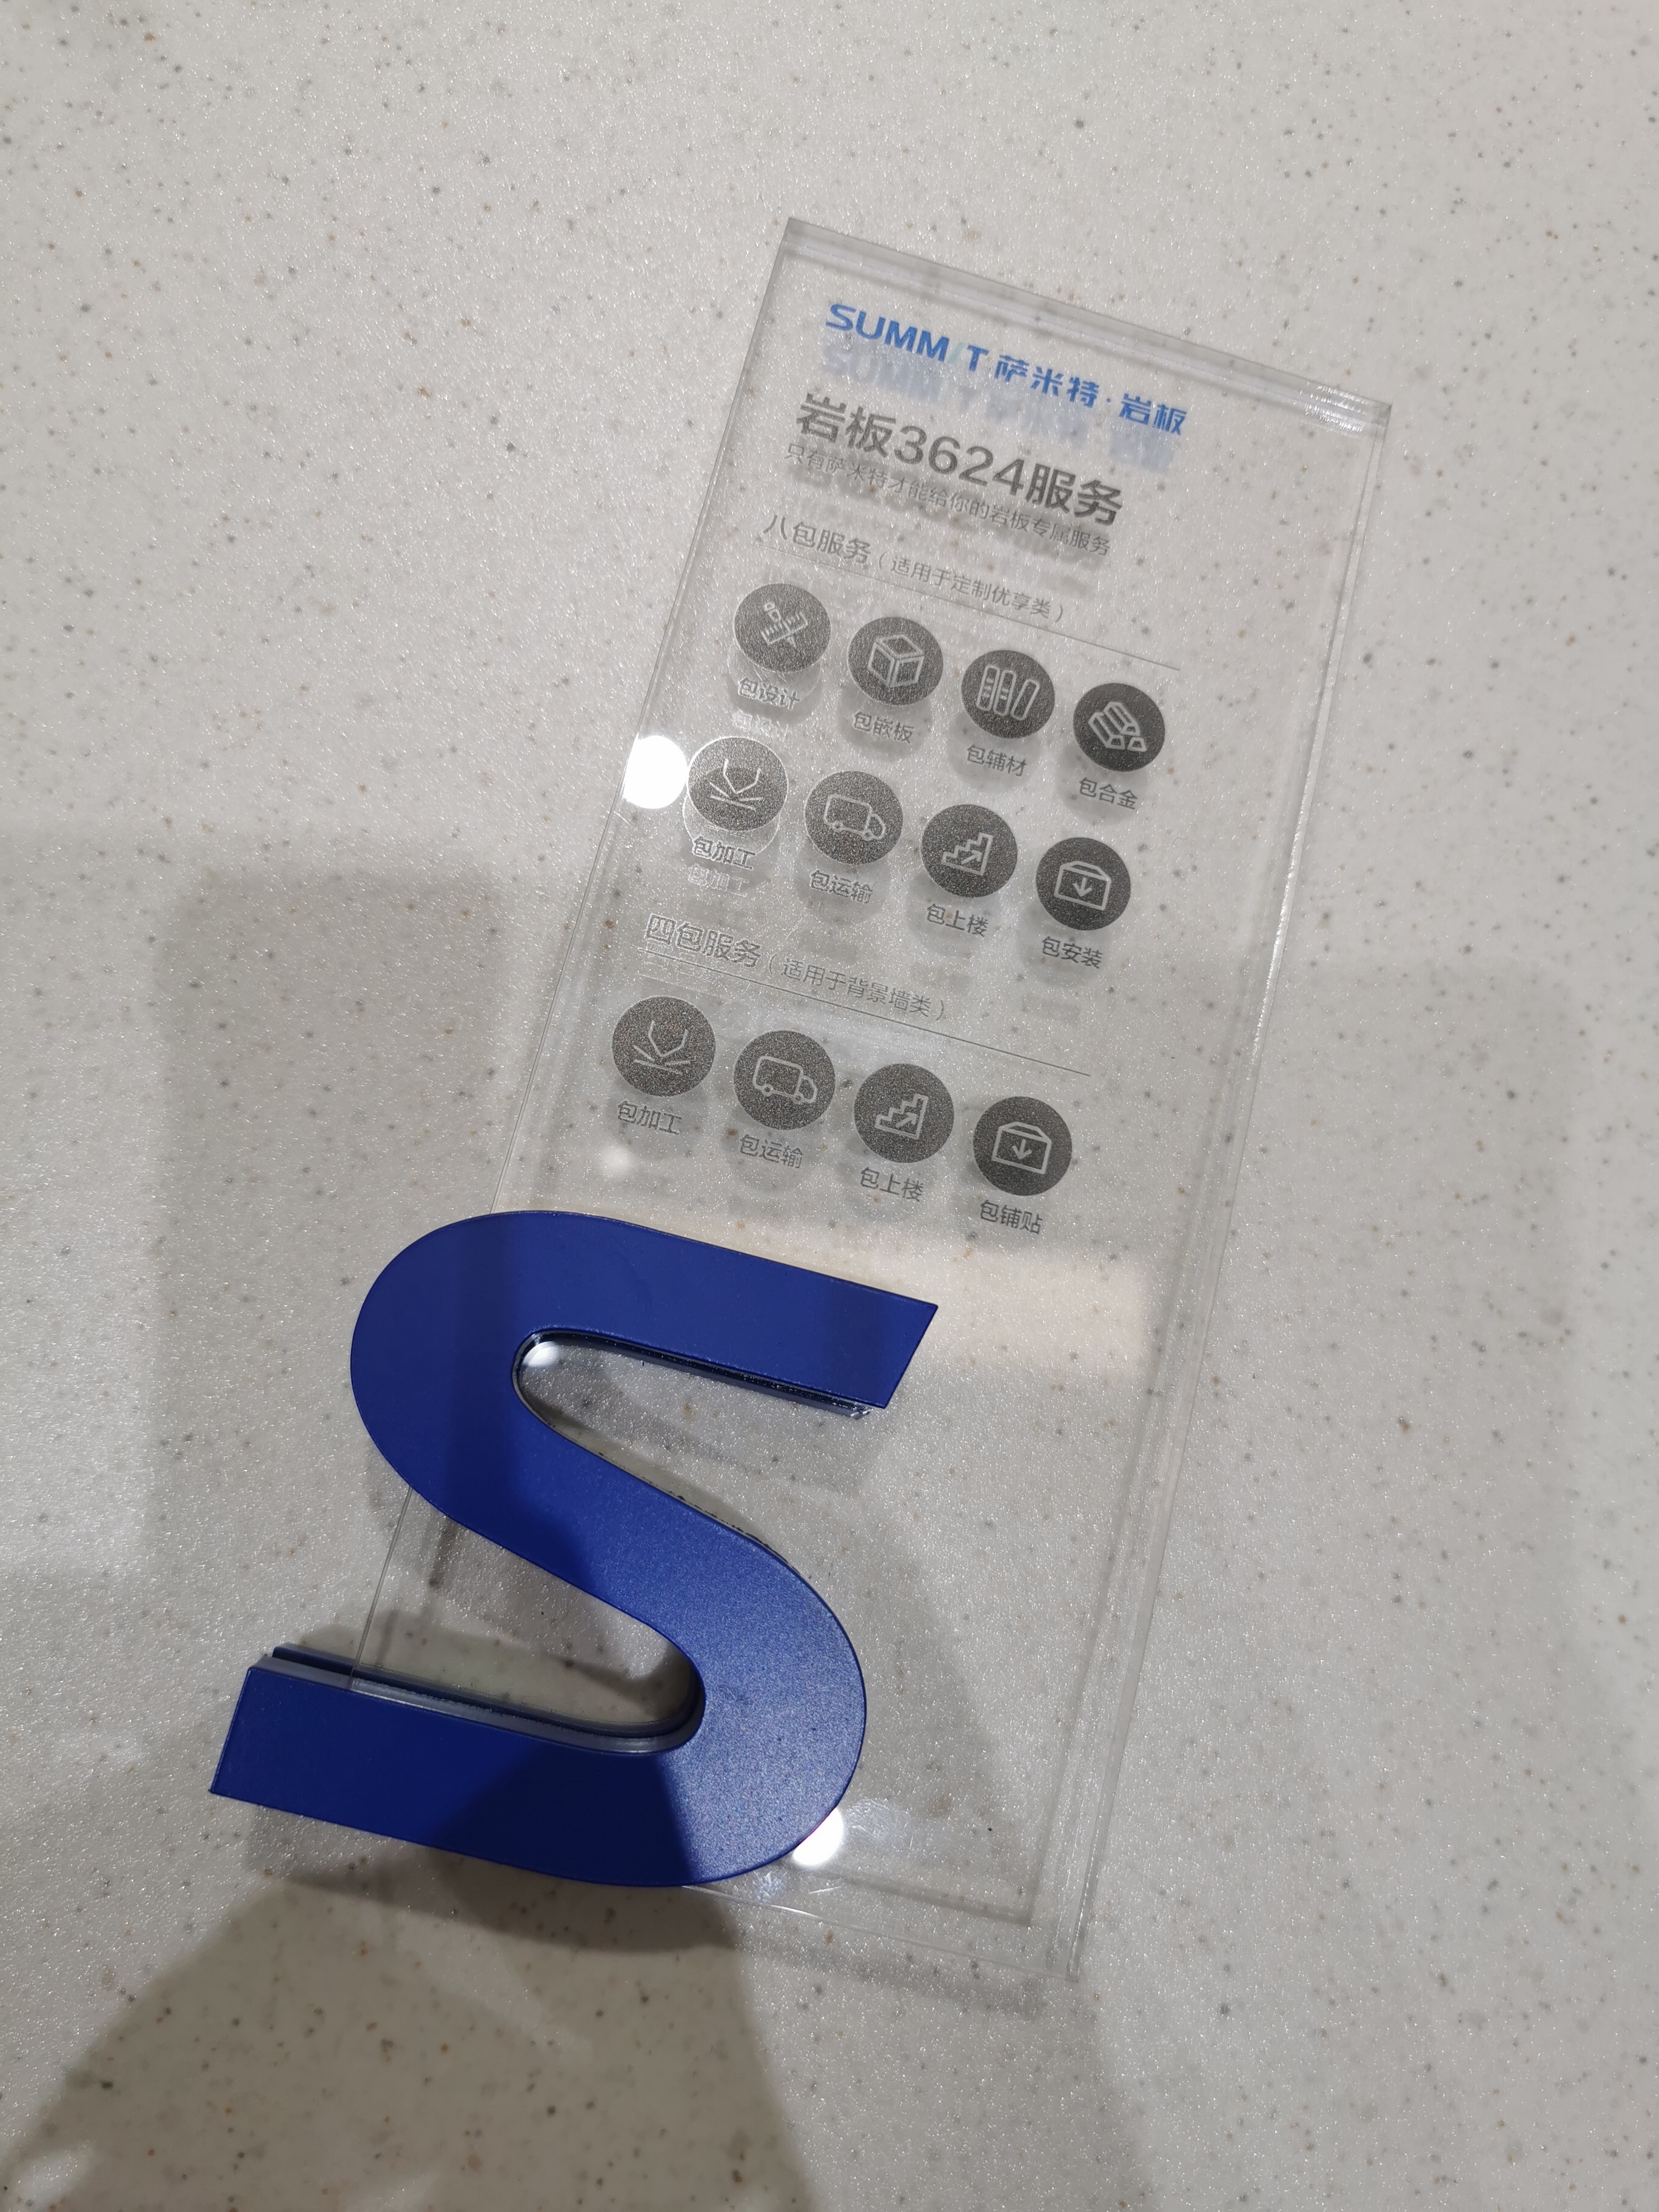 SUMMIT 萨米特·岩板
岩板3624服务
只有萨米特才能给你的岩板专属服务
八包服务（适用于定制优享类）
包设计 包嵌板 包辅材 包合金
包加工 包运输 包上楼 包安装
四包服务（适用于背景墙类）
包加工 包运输 包上楼 包铺贴
S